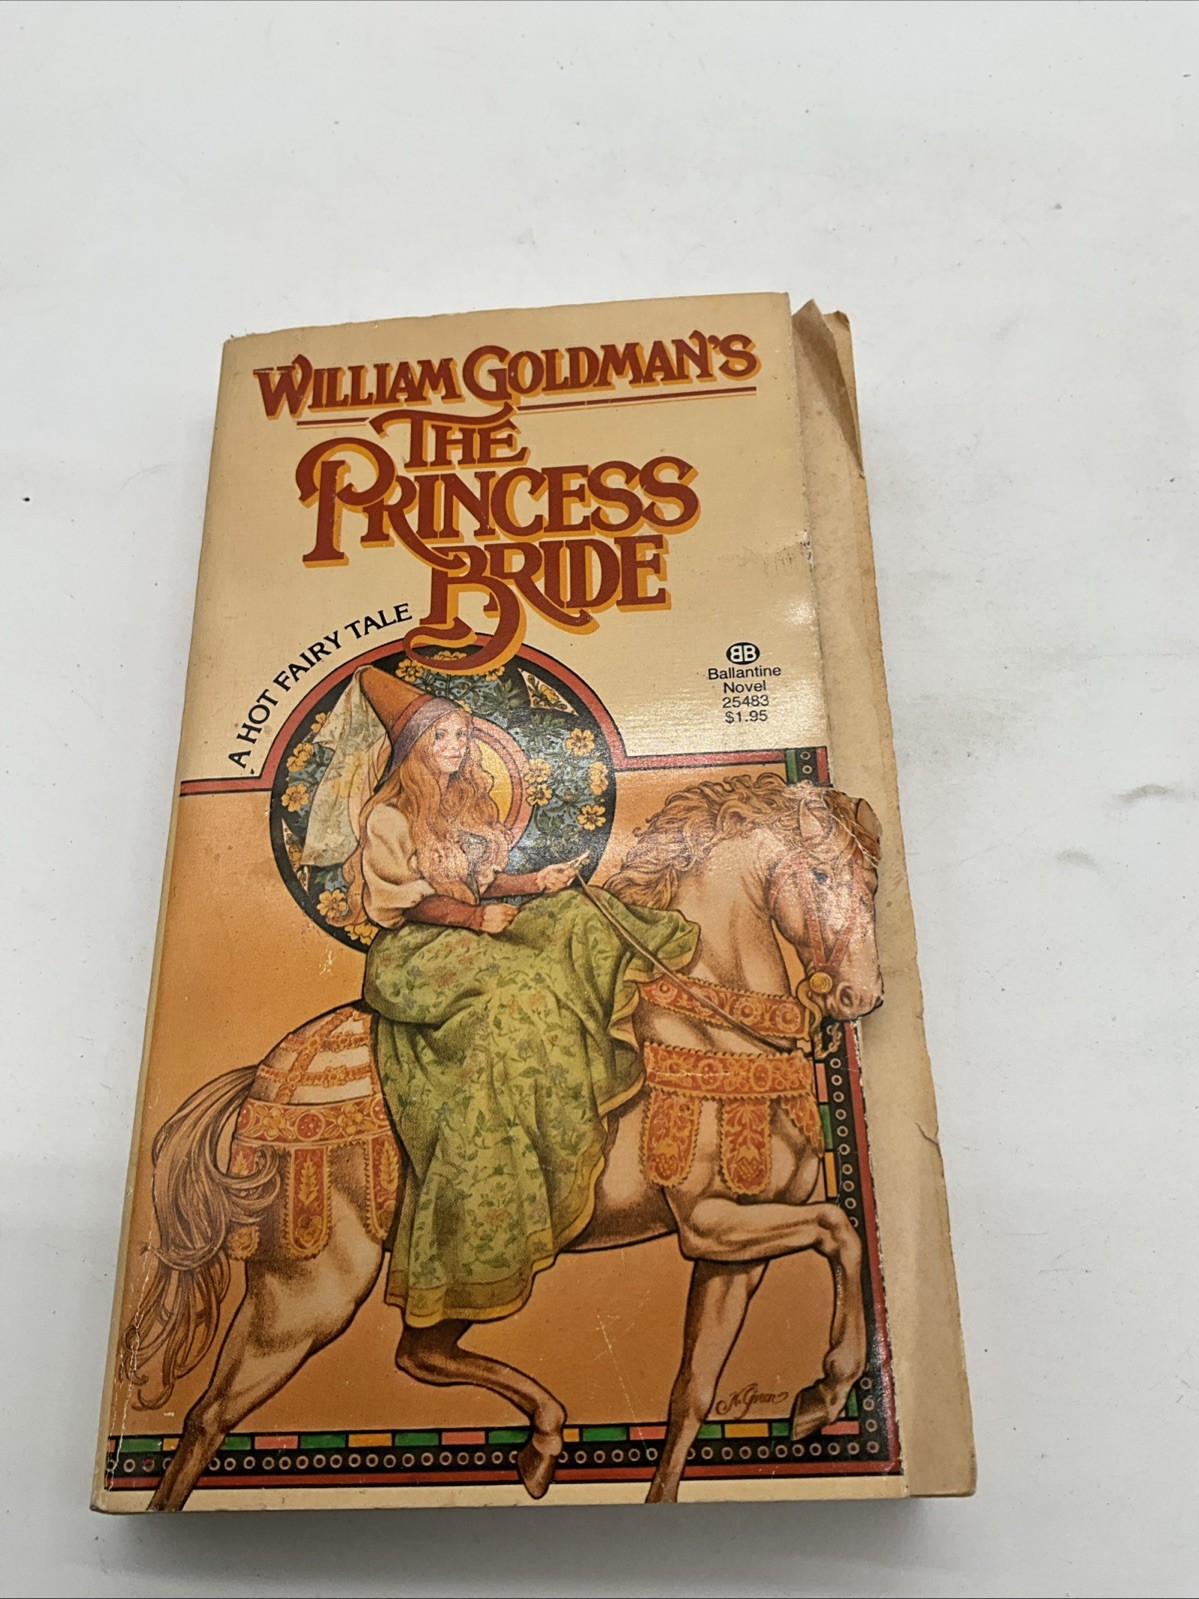 WILLIAM GOLDMAN'S
THE
PRINCESS
BRIDE
A HOT FAIRY TALE
BB
Ballantine
Novel
25483
$1.95